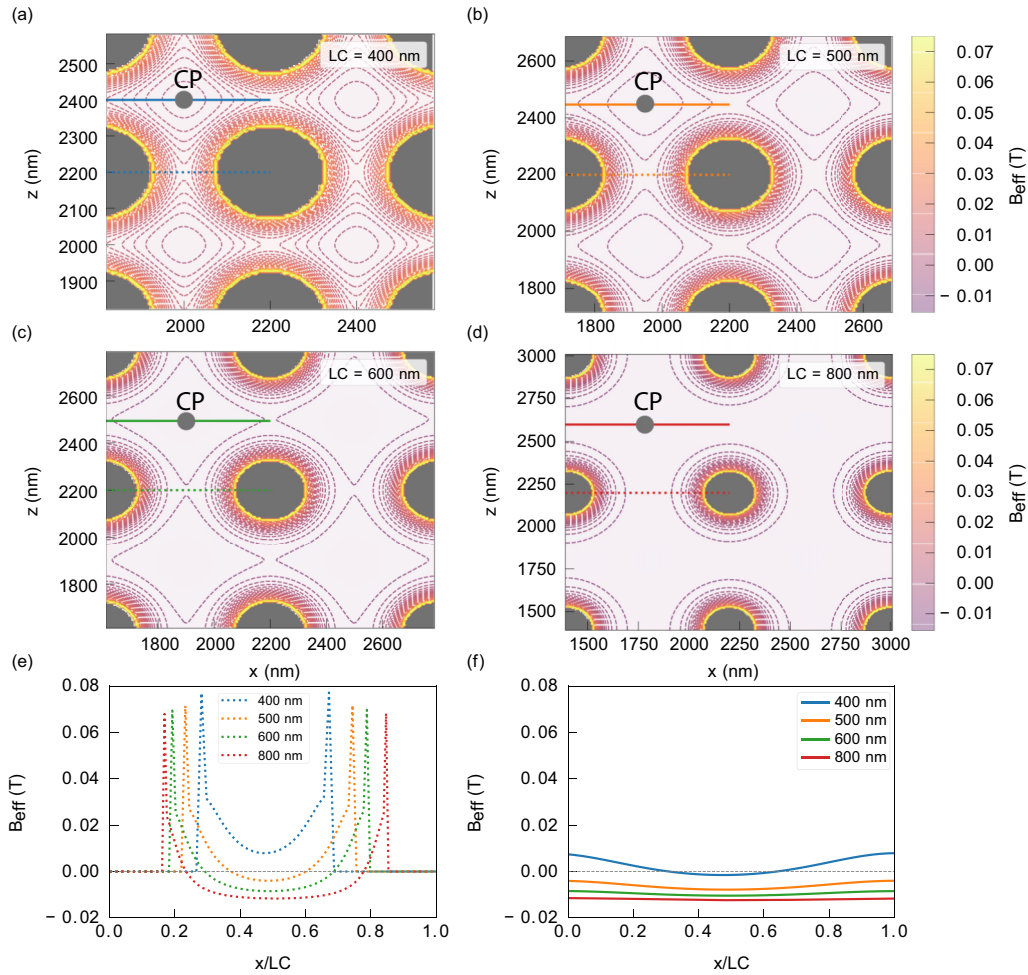 (a)
LC = 400 nm
CP
z (nm)
2500
2400
2300
2200
2100
2000
1900
2000
2200
2400
(b)
LC = 500 nm
CP
z (nm)
2600
2400
2200
2000
1800
1800
2000
2200
2400
2600
0.07
0.06
0.05
0.04
0.03
0.02
0.01
0.00
− 0.01
Beff (T)
(c)
LC = 600 nm
CP
z (nm)
2600
2400
2200
2000
1800
1800
2000
2200
2400
2600
(d)
LC = 800 nm
CP
z (nm)
3000
2750
2500
2250
2000
1750
1500
1500
1750
2000
2250
2500
2750
3000
0.07
0.06
0.05
0.04
0.03
0.02
0.01
0.00
− 0.01
Beff (T)
x (nm)
x (nm)
(e)
400 nm
500 nm
600 nm
800 nm
Beff (T)
0.08
0.06
0.04
0.02
0.00
− 0.02
0.0
0.2
0.4
0.6
0.8
1.0
x/LC
(f)
400 nm
500 nm
600 nm
800 nm
Beff (T)
0.08
0.06
0.04
0.02
0.00
− 0.02
0.0
0.2
0.4
0.6
0.8
1.0
x/LC